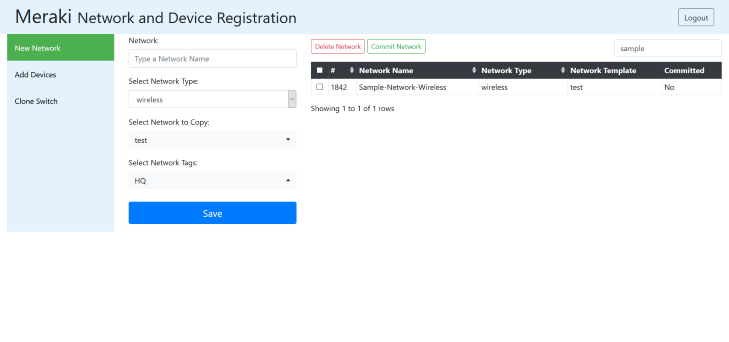 Meraki Network and Device Registration
Logout
New Network
Add Devices
Clone Switch
Network:
Type a Network Name
Select Network Type:
wireless
Select Network to Copy:
test
Select Network Tags:
HQ
Save
Delete Network Commit Network
sample
# Network Name Network Type Network Template Committed
1842 Sample-Network-Wireless wireless test No
Showing 1 to 1 of 1 rows